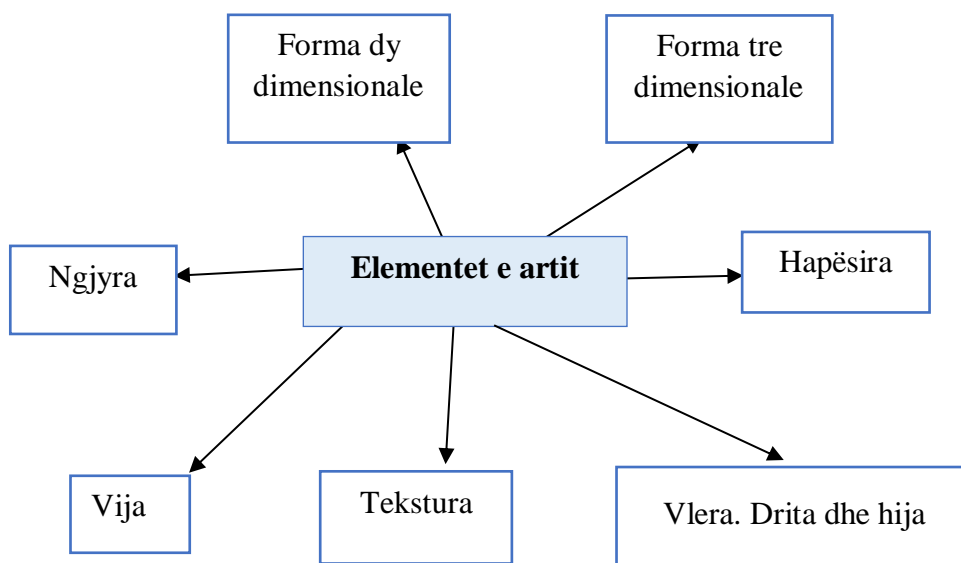 Forma dy
dimensionale
Forma tre
dimensionale
Ngjyra
Elementet e artit
Hapësira
Vija
Tekstura
Vlera. Drita dhe hija